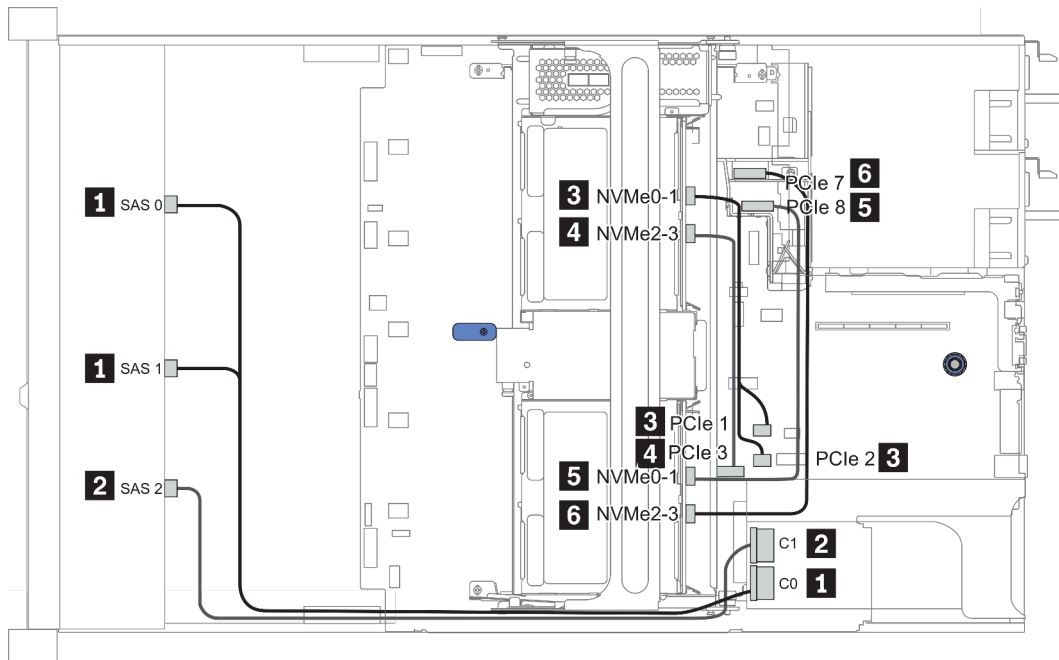 1 SAS 0
1 SAS 1
2 SAS 2
3 NVMe0-1
4 NVMe2-3
PCIe 7 6
PCIe 8 5
3 PCIe 1
4 PCIe 3
PCIe 2 3
5 NVMe0-1
6 NVMe2-3
C1 2
C0 1